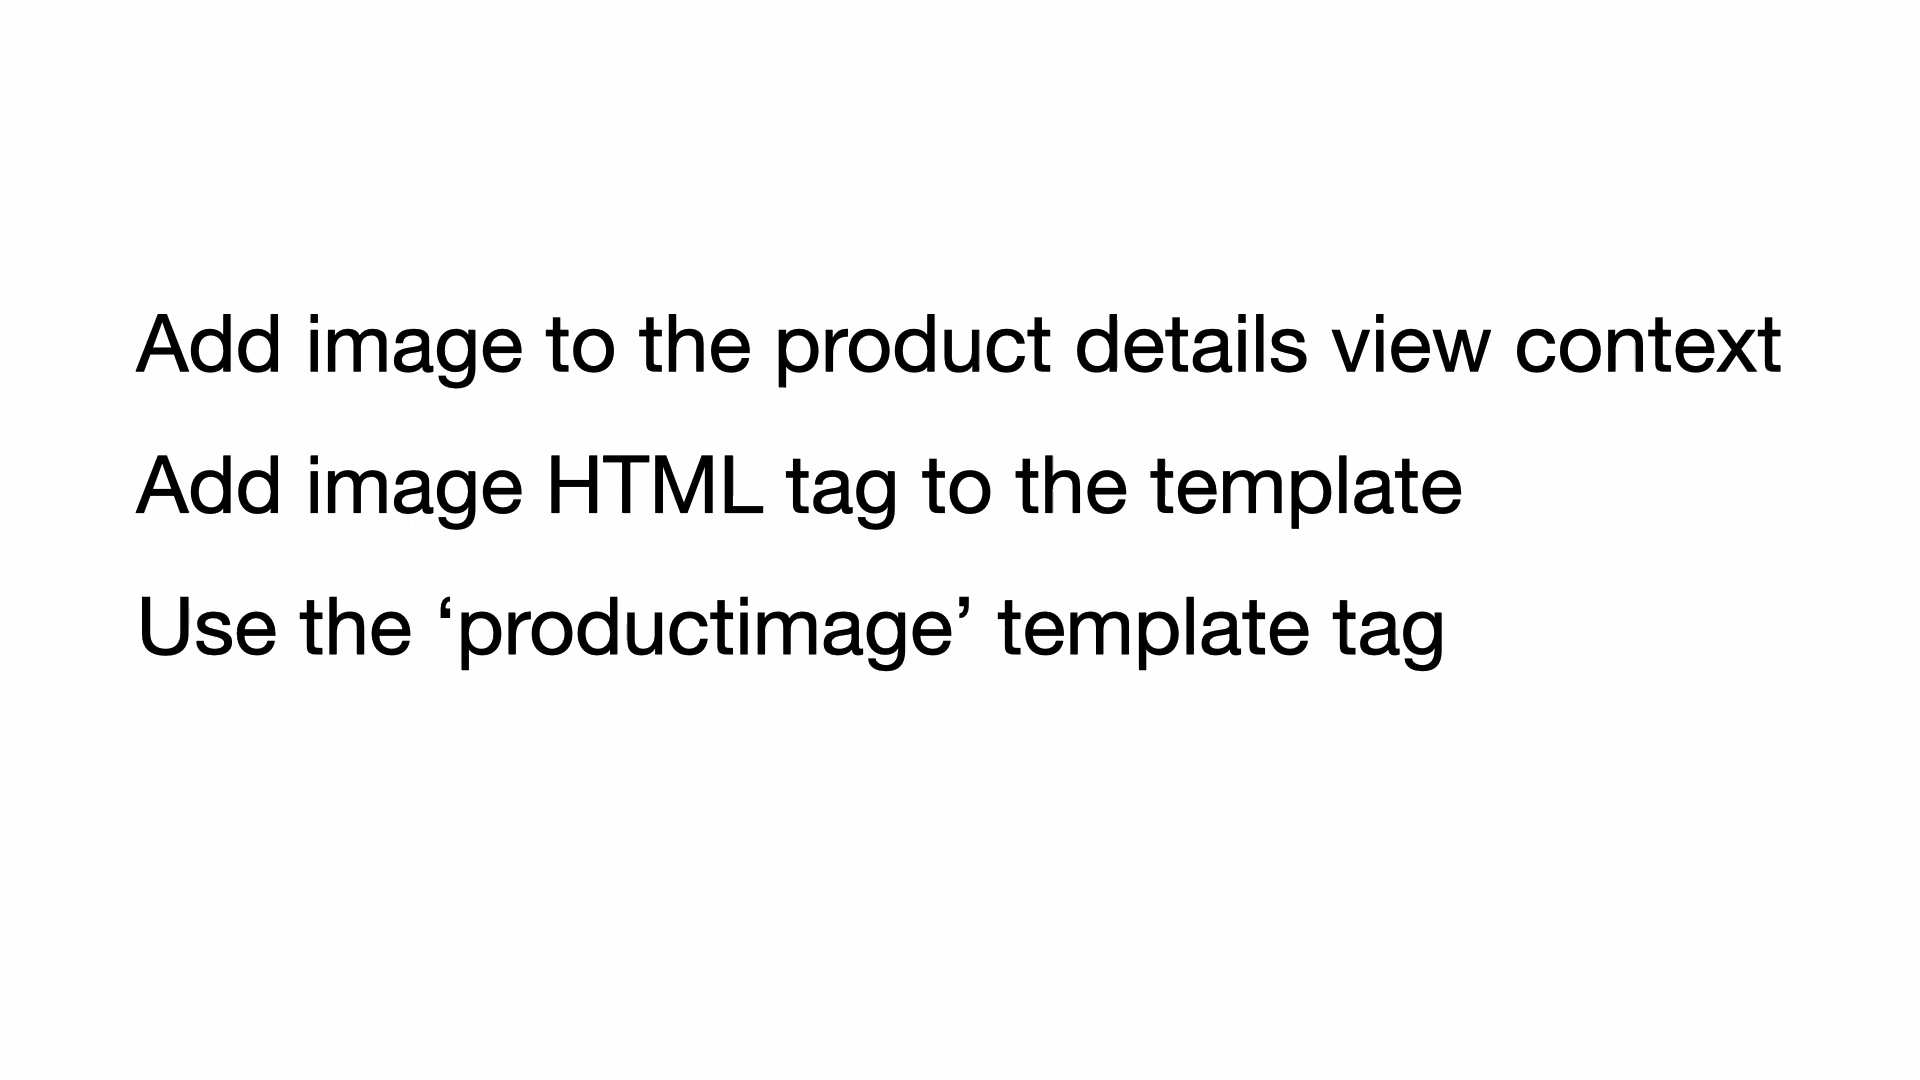 Add image to the product details view context
Add image HTML tag to the template
Use the ‘productimage’ template tag